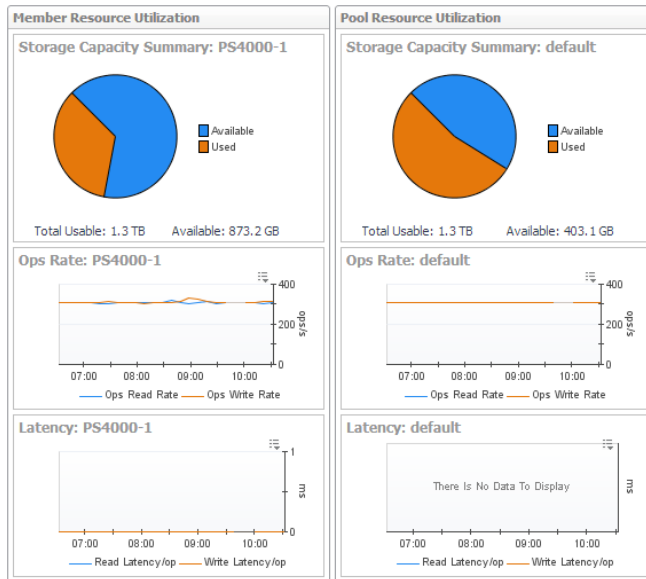 Member Resource Utilization
Storage Capacity Summary: PS4000-1
Available
Used
Total Usable: 1.3 TB Available: 873.2 GB
Ops Rate: PS4000-1
400
200
0
ops/s
07:00 08:00 09:00 10:00
Ops Read Rate Ops Write Rate
Latency: PS4000-1
1
0
ms
07:00 08:00 09:00 10:00
Read Latency/op Write Latency/op
Pool Resource Utilization
Storage Capacity Summary: default
Available
Used
Total Usable: 1.3 TB Available: 403.1 GB
Ops Rate: default
400
200
0
ops/s
07:00 08:00 09:00 10:00
Ops Read Rate Ops Write Rate
Latency: default
There Is No Data To Display
ms
07:00 08:00 09:00 10:00
Read Latency/op Write Latency/op